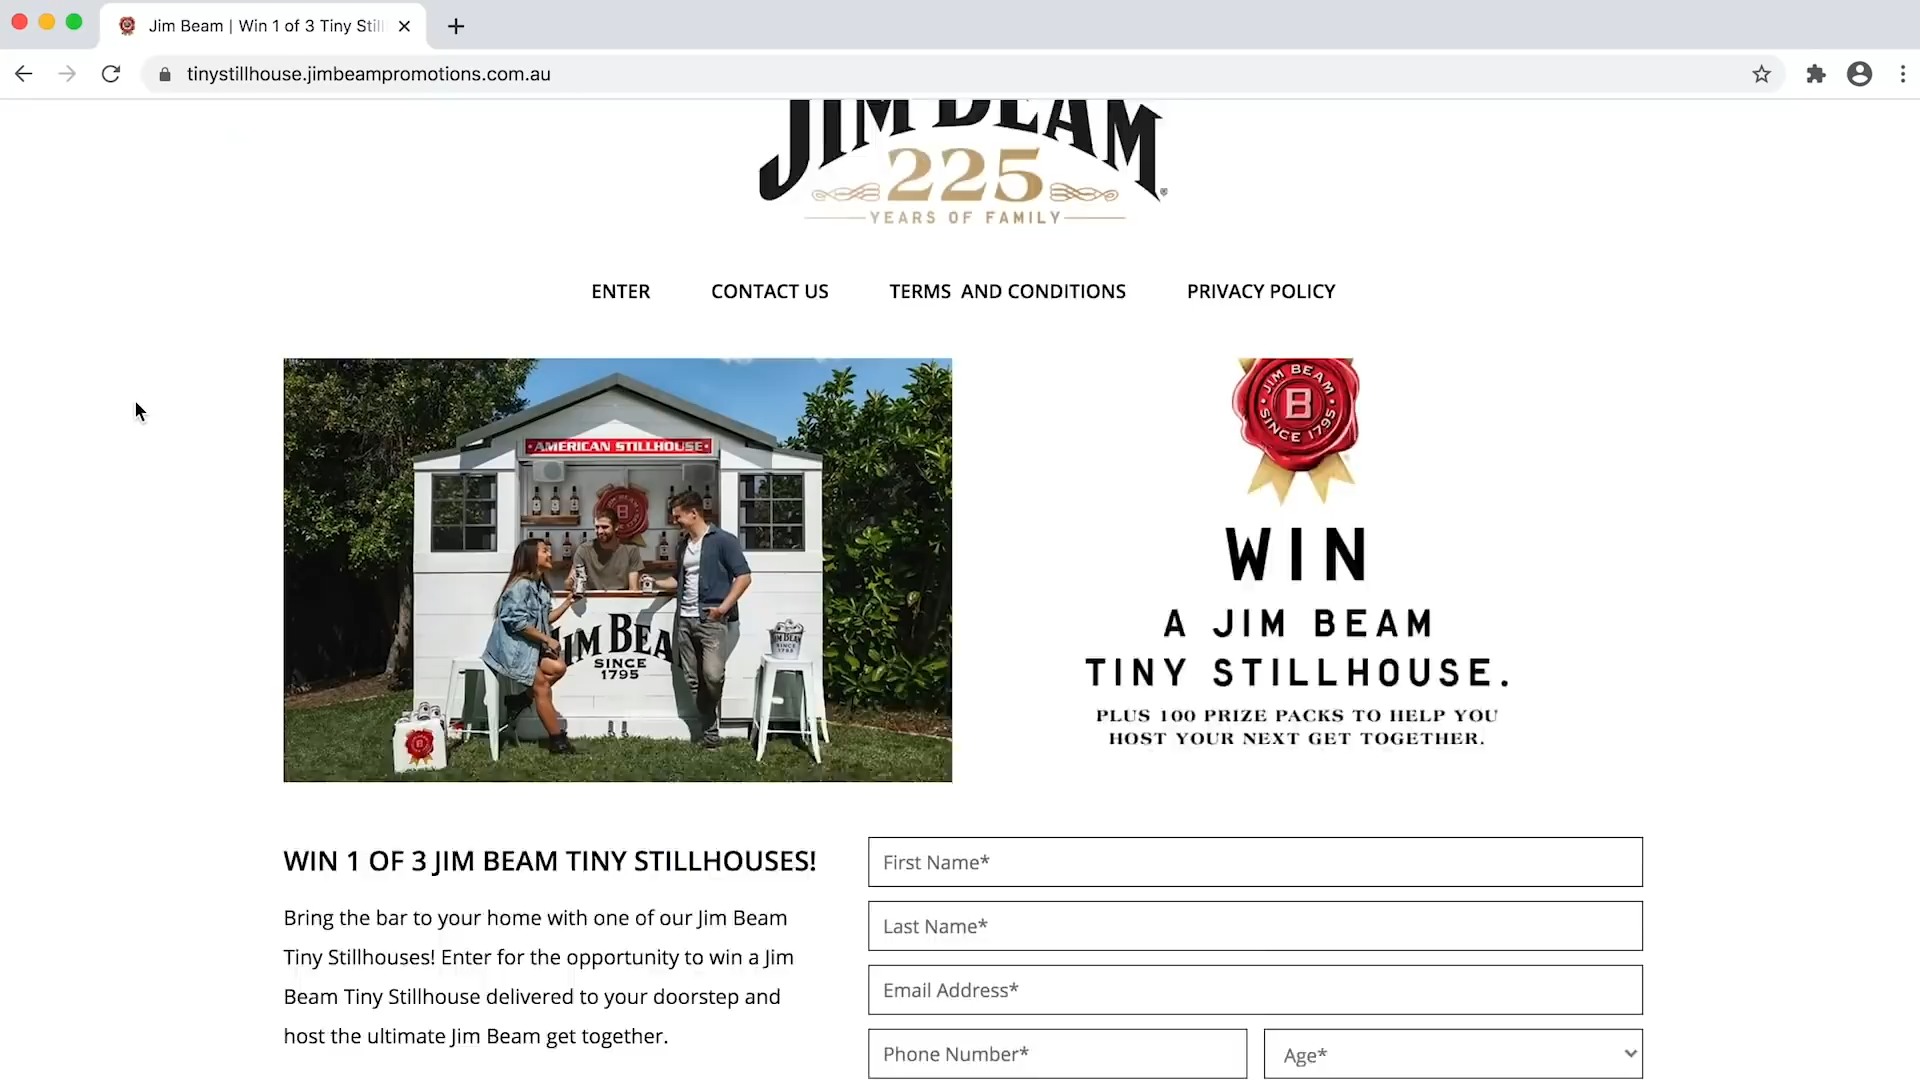 Jim Beam | Win 1 of 3 Tiny Still
tinystillhouse.jimbeampromotions.com.au
JIM BEAM
225
YEARS OF FAMILY
ENTER CONTACT US TERMS AND CONDITIONS PRIVACY POLICY
AMERICAN STILLHOUSE
JIM BEA
SINCE
1795
JIM BEAM
B
SINCE 1795
WIN
A JIM BEAM
TINY STILLHOUSE.
PLUS 100 PRIZE PACKS TO HELP YOU
HOST YOUR NEXT GET TOGETHER.
WIN 1 OF 3 JIM BEAM TINY STILLHOUSES!
Bring the bar to your home with one of our Jim Beam
Tiny Stillhouses! Enter for the opportunity to win a Jim
Beam Tiny Stillhouse delivered to your doorstep and
host the ultimate Jim Beam get together.
First Name*
Last Name*
Email Address*
Phone Number* Age*